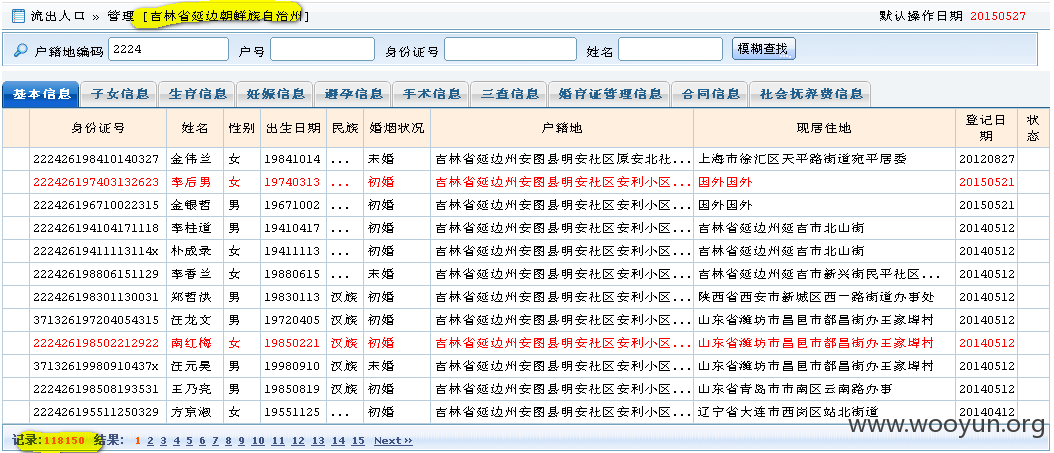 流出人口 » 管理 [吉林省延边朝鲜族自治州]
默认操作日期 20150527
户籍地编码 2224 户号 身份证号 姓名 模糊查找
基本信息 子女信息 生育信息 妊娠信息 避孕信息 手术信息 三查信息 婚育证管理信息 合同信息 社会抚养费信息
身份证号 姓名 性别 出生日期 民族 婚姻状况 户籍地 现居住地 登记日期 状态
222426198410140327 金伟兰 女 19841014 ... 未婚 吉林省延边州安图县明安社区原安北社... 上海市徐汇区天平路街道宛平居委 20120827
222426197403132623 李后男 女 19740313 ... 初婚 吉林省延边州安图县明安社区安利小区... 国外国外 20150521
222426196710022315 金银哲 男 19671002 ... 初婚 吉林省延边州安图县明安社区安利小区... 国外国外 20150521
222426194104171118 李柱道 男 19410417 ... 初婚 吉林省延边州安图县明安社区安利小区... 吉林省延边州延吉市北山街 20140512
22242619411113114x 朴成录 女 19411113 ... 初婚 吉林省延边州安图县明安社区安利小区... 吉林省延边州延吉市北山街 20140512
222426198806151129 李香兰 女 19880615 ... 未婚 吉林省延边州安图县明安社区安利小区... 吉林省延边州延吉市新兴街民平社区... 20140512
222426198301130031 郑哲洪 男 19830113 汉族 初婚 吉林省延边州安图县明安社区安利小区... 陕西省西安市新城区西一路街道办事处 20140512
371326197204054315 汪龙文 男 19720405 汉族 初婚 吉林省延边州安图县明安社区安利小区... 山东省潍坊市昌邑市都昌街办王家埠村 20140512
222426198502212922 南红梅 女 19850221 汉族 初婚 吉林省延边州安图县明安社区安利小区... 山东省潍坊市昌邑市都昌街办王家埠村 20140512
37132619980910437x 汪元昊 男 19980910 汉族 未婚 吉林省延边州安图县明安社区安利小区... 山东省潍坊市昌邑市都昌街办王家埠村 20140512
222426198508193531 王乃亮 男 19850819 汉族 初婚 吉林省延边州安图县明安社区安利小区... 山东省青岛市市南区云南路办事 20140512
222426195511250329 方京淑 女 19551125 ... 初婚 吉林省延边州安图县明安社区安利小区... 辽宁省大连市西岗区站北街道 20140412
记录:118150 结果: 1 2 3 4 5 6 7 8 9 10 11 12 13 14 15 Next››
www.wooyun.org